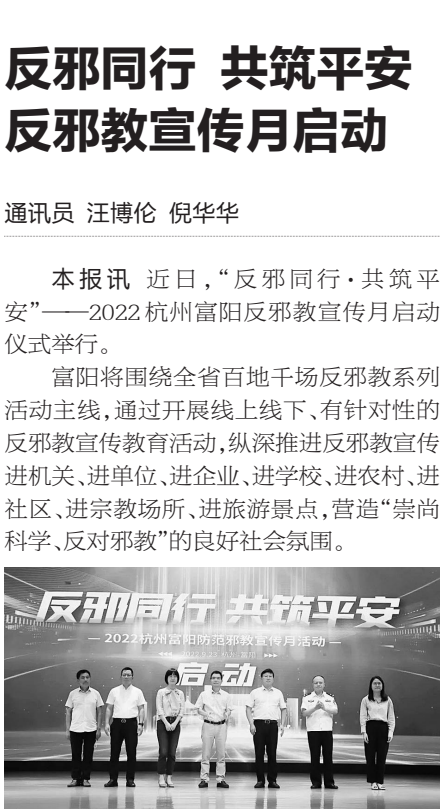 反邪同行 共筑平安
反邪教宣传月启动
通讯员 汪博伦 倪华华
本报讯 近日，“反邪同行·共筑平
安”——2022杭州富阳反邪教宣传月启动
仪式举行。
富阳将围绕全省百地千场反邪教系列
活动主线，通过开展线上线下、有针对性的
反邪教宣传教育活动，纵深推进反邪教宣传
进机关、进单位、进企业、进学校、进农村、进
社区、进宗教场所、进旅游景点，营造“崇尚
科学、反对邪教”的良好社会氛围。
反邪同行 共筑平安
2022杭州富阳防范邪教宣传月活动
启动